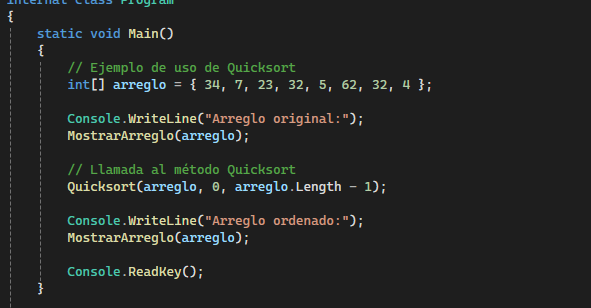 internal class Program
{
static void Main()
{
// Ejemplo de uso de Quicksort
int[] arreglo = { 34, 7, 23, 32, 5, 62, 32, 4 };
Console.WriteLine("Arreglo original:");
MostrarArreglo(arreglo);
// Llamada al método Quicksort
Quicksort(arreglo, 0, arreglo.Length - 1);
Console.WriteLine("Arreglo ordenado:");
MostrarArreglo(arreglo);
Console.ReadKey();
}